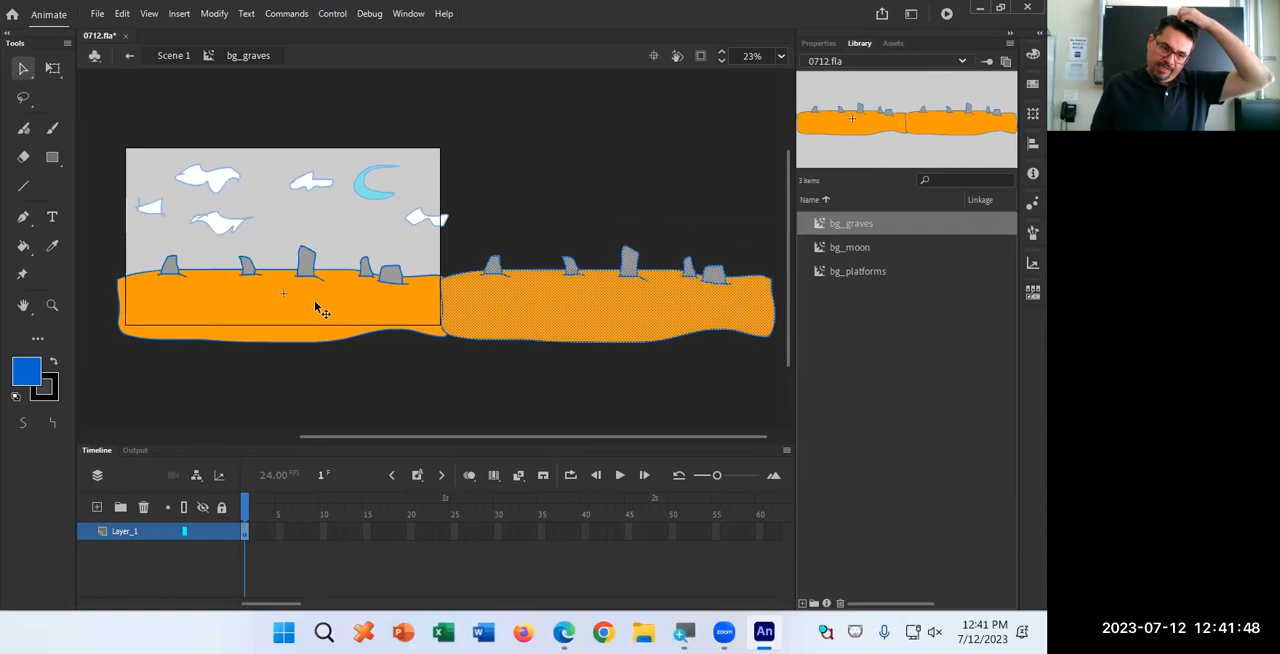 Animate
File
Edit
View
Insert
Modify
Text
Commands
Control
Debug
Window
Help
0712.fla*
Tools
Scene 1
bg_graves
23%
Properties
Library
Assets
0712.fla
3 items
Name
Linkage
bg_graves
bg_moon
bg_platforms
Timeline
Output
24.00 FPS
1 F
1s
2s
5
10
15
20
25
30
35
40
45
50
55
60
Layer_1
12:41 PM
7/12/2023
2023-07-12 12:41:48